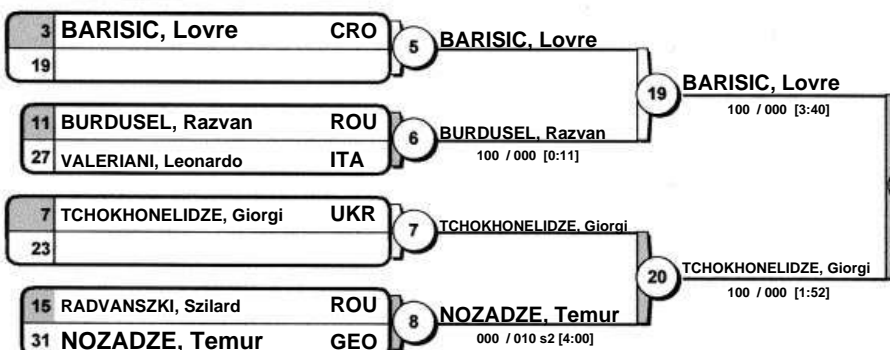 3 BARISIC, Lovre CRO
19
5
BARISIC, Lovre
11 BURDUSEL, Razvan ROU
27 VALERIANI, Leonardo ITA
6
BURDUSEL, Razvan
100 / 000 [0:11]
19
BARISIC, Lovre
100 / 000 [3:40]
7 TCHOKHONELIDZE, Giorgi UKR
23
7
TCHOKHONELIDZE, Giorgi
15 RADVANSZKI, Szilard ROU
31 NOZADZE, Temur GEO
8
NOZADZE, Temur
000 / 010 s2 [4:00]
20
TCHOKHONELIDZE, Giorgi
100 / 000 [1:52]